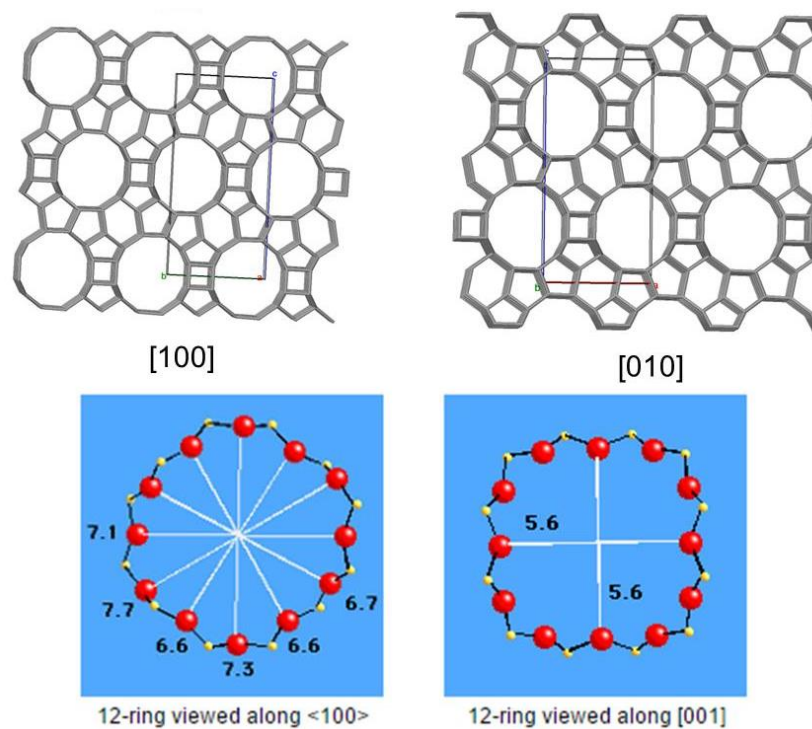 c
b
a
[100]
c
b
a
[010]
7.1
7.7
6.6
7.3
6.6
6.7
5.6
5.6
12-ring viewed along <100>
12-ring viewed along [001]